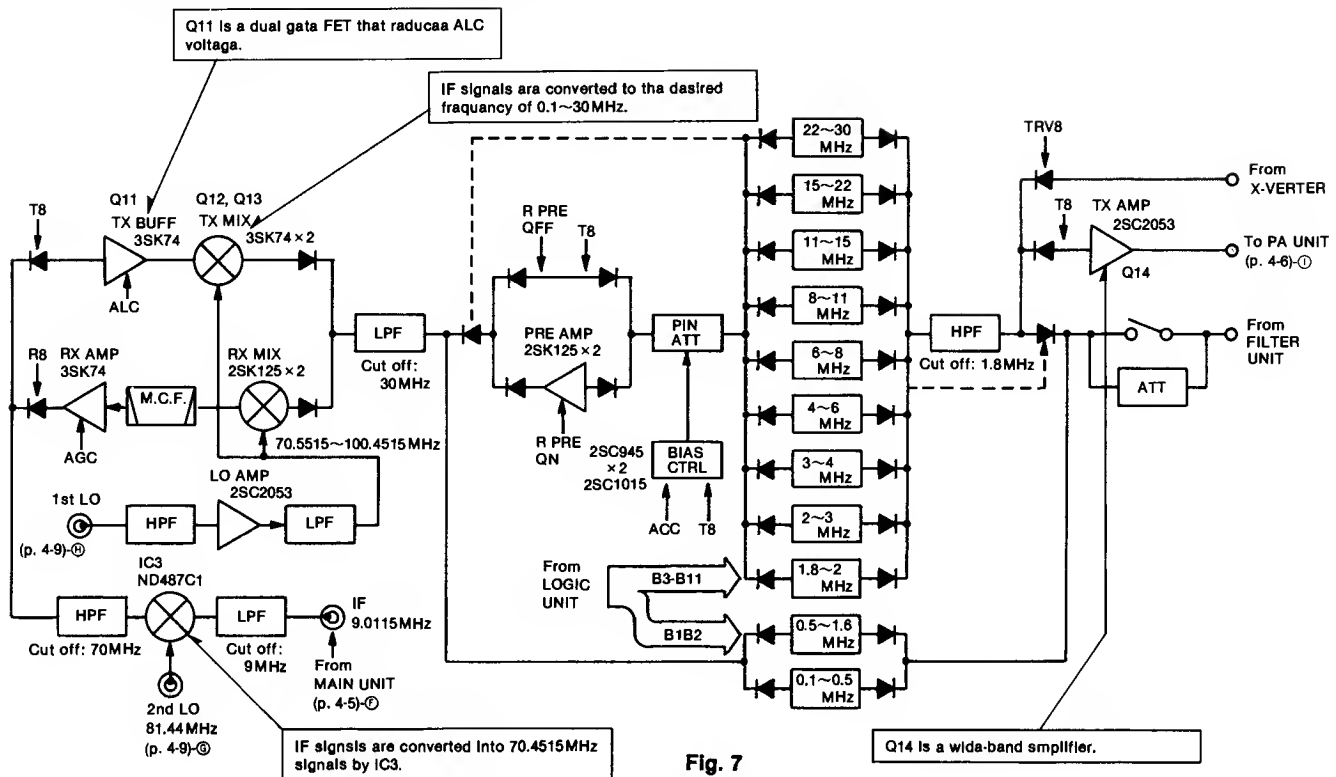 Q11 is a dual gata FET that raducaa ALC
voltaga.
IF signals ara converted to tha dasired
fraquancy of 0.1~30MHz.
T8
Q11
TX BUFF
3SK74
ALC
Q12, Q13
TX MIX
3SK74×2
R8
RX AMP
3SK74
AGC
M.C.F.
RX MIX
2SK125×2
70.5515~100.4515MHz
LPF
Cut off:
30MHz
1st LO
(p. 4-9)-Ⓗ
HPF
LO AMP
2SC2053
LPF
HPF
Cut off: 70MHz
IC3
ND487C1
LPF
Cut off:
9MHz
IF
9.0115MHz
From
MAIN UNIT
(p. 4-5)-Ⓕ
2nd LO
81.44MHz
(p. 4-9)-Ⓖ
IF signsls are converted into 70.4515MHz
signals by IC3.
R PRE
QFF
T8
PRE AMP
2SK125×2
R PRE
QN
PIN
ATT
2SC945
×2
2SC1015
BIAS
CTRL
ACC
T8
From
LOGIC
UNIT
B3-B11
B1B2
22~30
MHz
15~22
MHz
11~15
MHz
8~11
MHz
6~8
MHz
4~6
MHz
3~4
MHz
2~3
MHz
1.8~2
MHz
0.5~1.6
MHz
0.1~0.5
MHz
HPF
Cut off: 1.8MHz
TRV8
From
X-VERTER
T8
TX AMP
2SC2053
Q14
To PA UNIT
(p. 4-6)-Ⓘ
From
FILTER
UNIT
ATT
Q14 is a wida-band smplifier.
Fig. 7